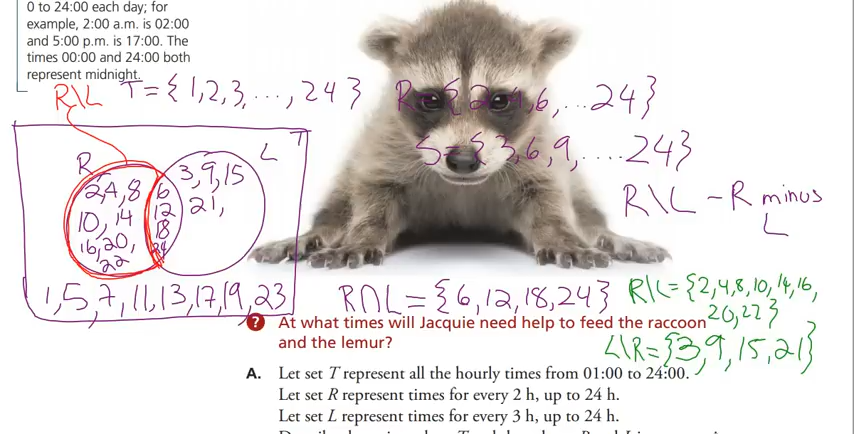 0 to 24:00 each day; for
example, 2:00 a.m. is 02:00
and 5:00 p.m. is 17:00. The
times 00:00 and 24:00 both
represent midnight.
R\L T={1,2,3,...,24} R={2,4,6,...24}
S={3,6,9,....24}
T
R L
2,4,8
10, 14
16,20,
22
6
12
18
24
3,9,15
21,
1,5,7,11,13,17,19,23
R\L – R minus
L
R∩L={6,12,18,24}
R\L={2,4,8,10,14,16,
20,22}
L\R={3,9,15,21}
? At what times will Jacquie need help to feed the raccoon
and the lemur?
A. Let set T represent all the hourly times from 01:00 to 24:00.
Let set R represent times for every 2 h, up to 24 h.
Let set L represent times for every 3 h, up to 24 h.